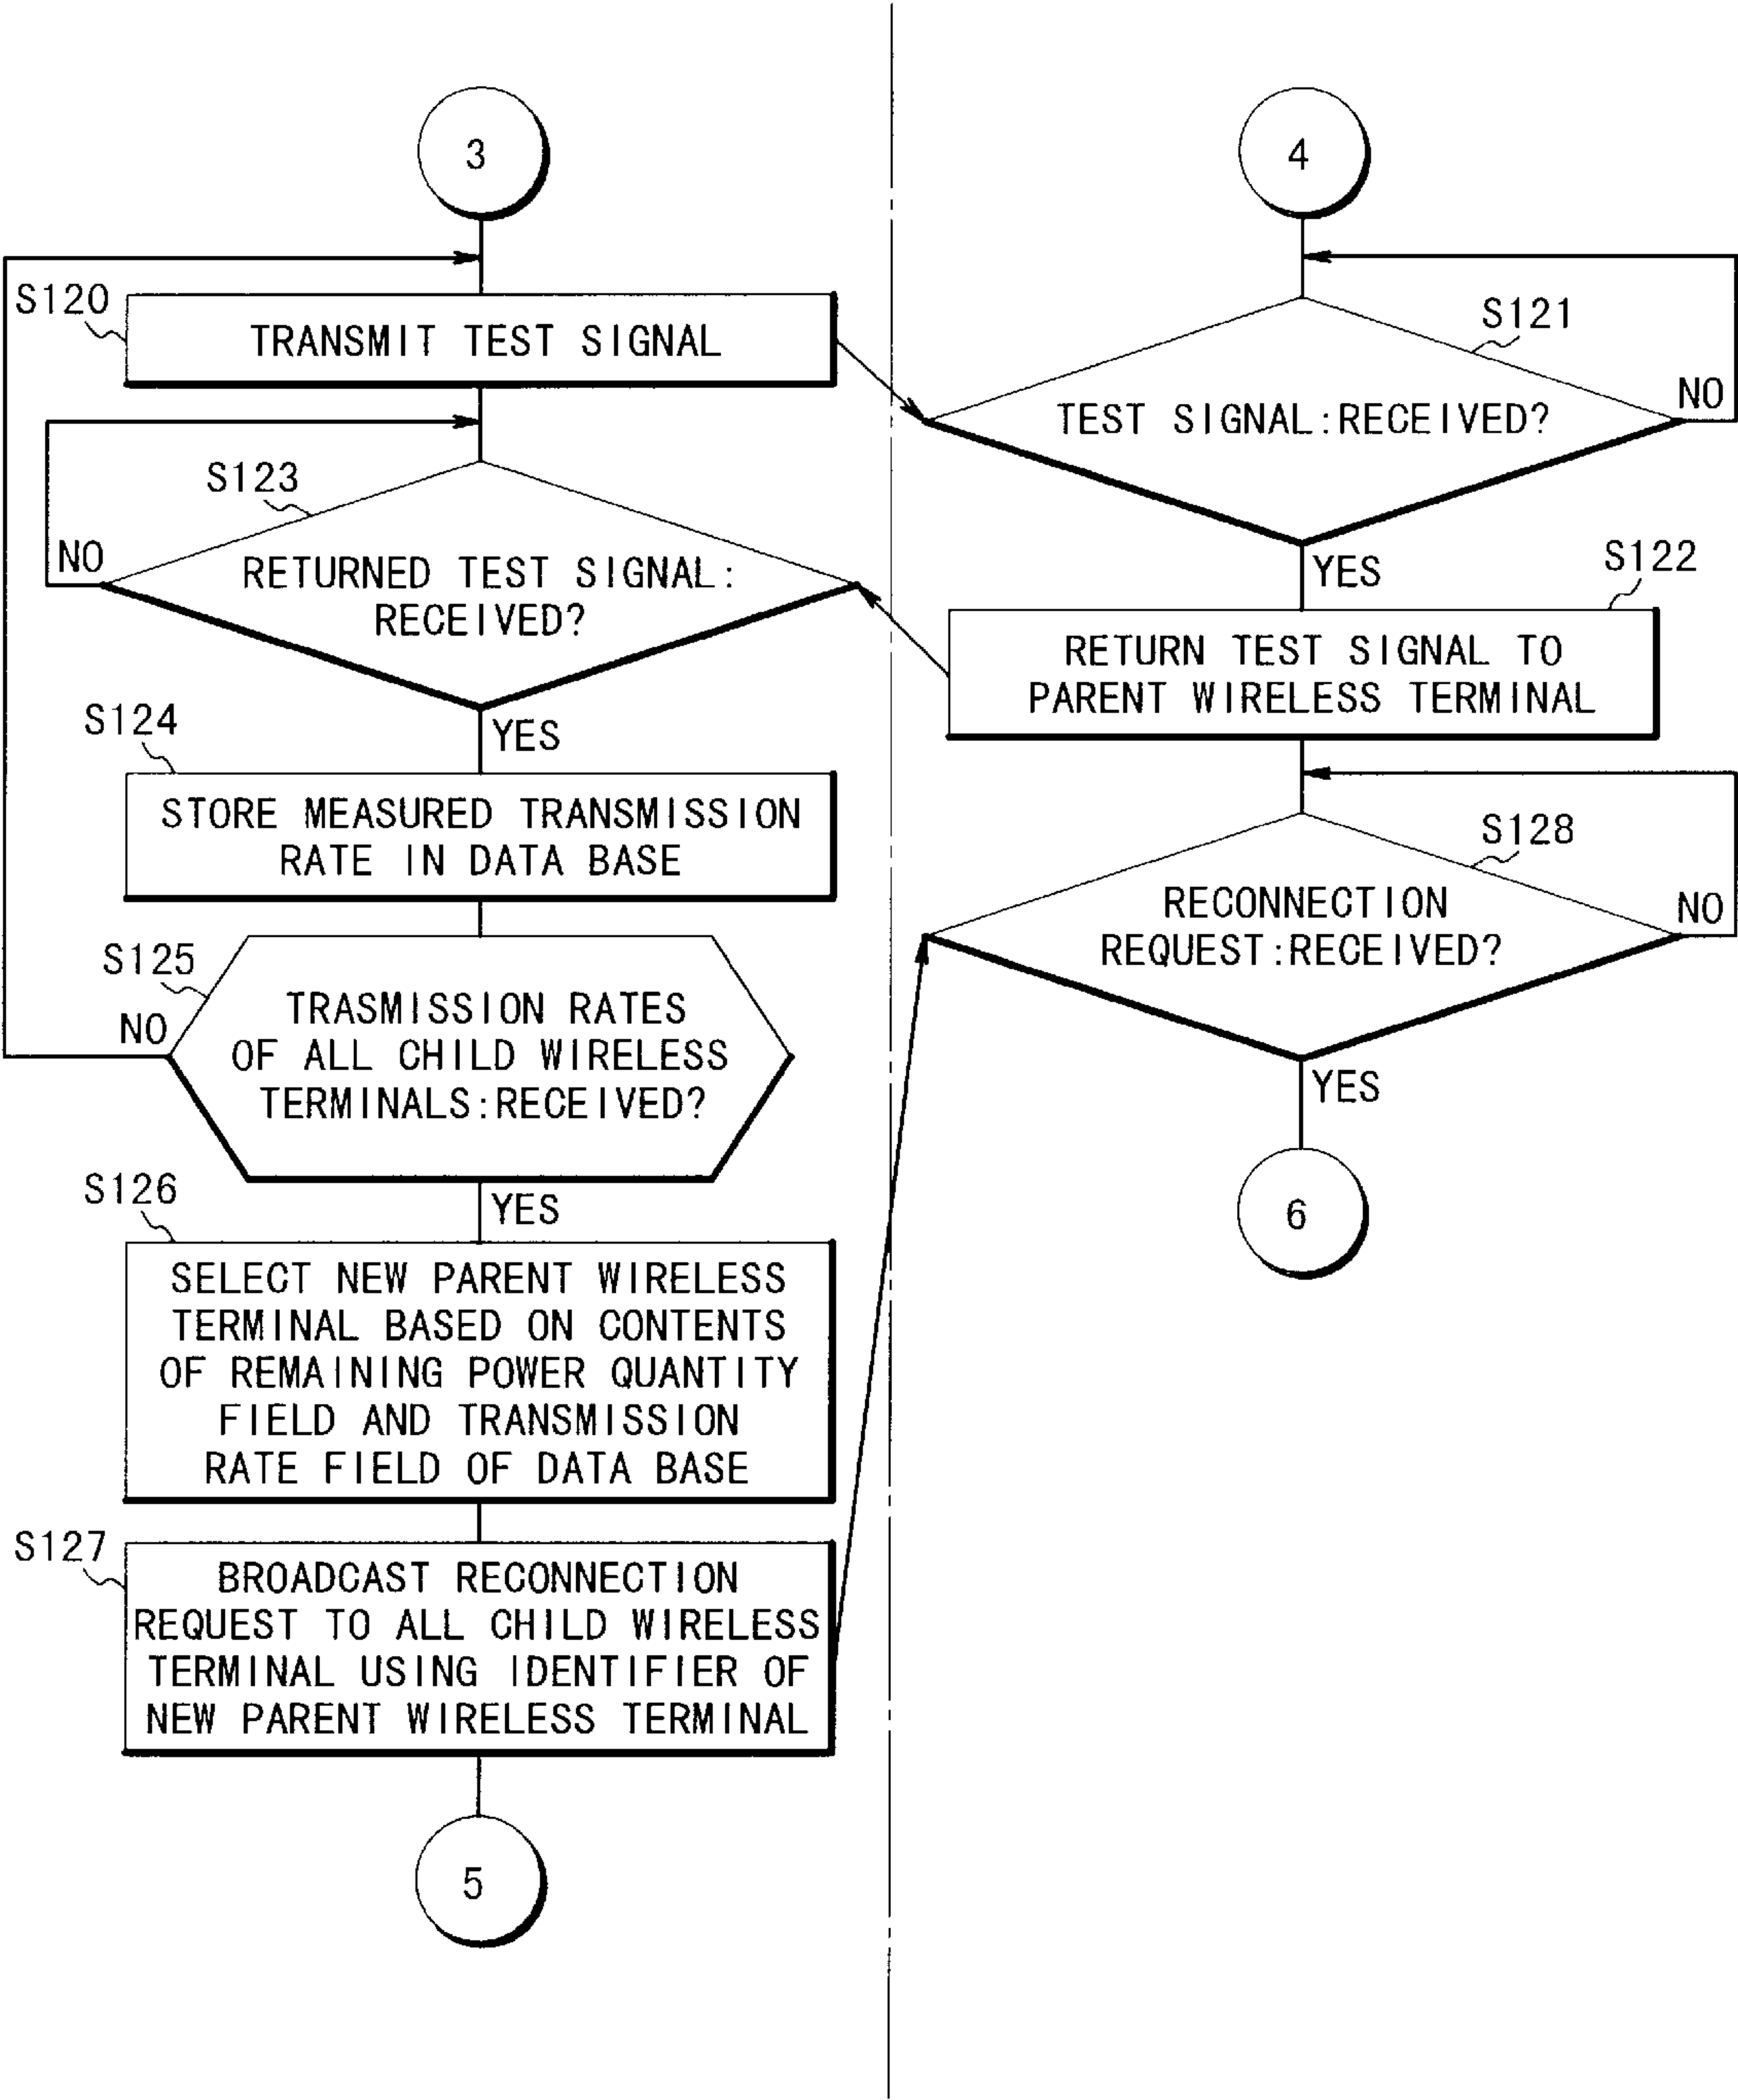 3
S120
TRANSMIT TEST SIGNAL
S123
NO
RETURNED TEST SIGNAL:
RECEIVED?
YES
S124
STORE MEASURED TRANSMISSION
RATE IN DATA BASE
S125
NO
TRASMISSION RATES
OF ALL CHILD WIRELESS
TERMINALS:RECEIVED?
YES
S126
SELECT NEW PARENT WIRELESS
TERMINAL BASED ON CONTENTS
OF REMAINING POWER QUANTITY
FIELD AND TRANSMISSION
RATE FIELD OF DATA BASE
S127
BROADCAST RECONNECTION
REQUEST TO ALL CHILD WIRELESS
TERMINAL USING IDENTIFIER OF
NEW PARENT WIRELESS TERMINAL
5
4
S121
TEST SIGNAL:RECEIVED?
NO
YES
S122
RETURN TEST SIGNAL TO
PARENT WIRELESS TERMINAL
S128
RECONNECTION
REQUEST:RECEIVED?
NO
YES
6